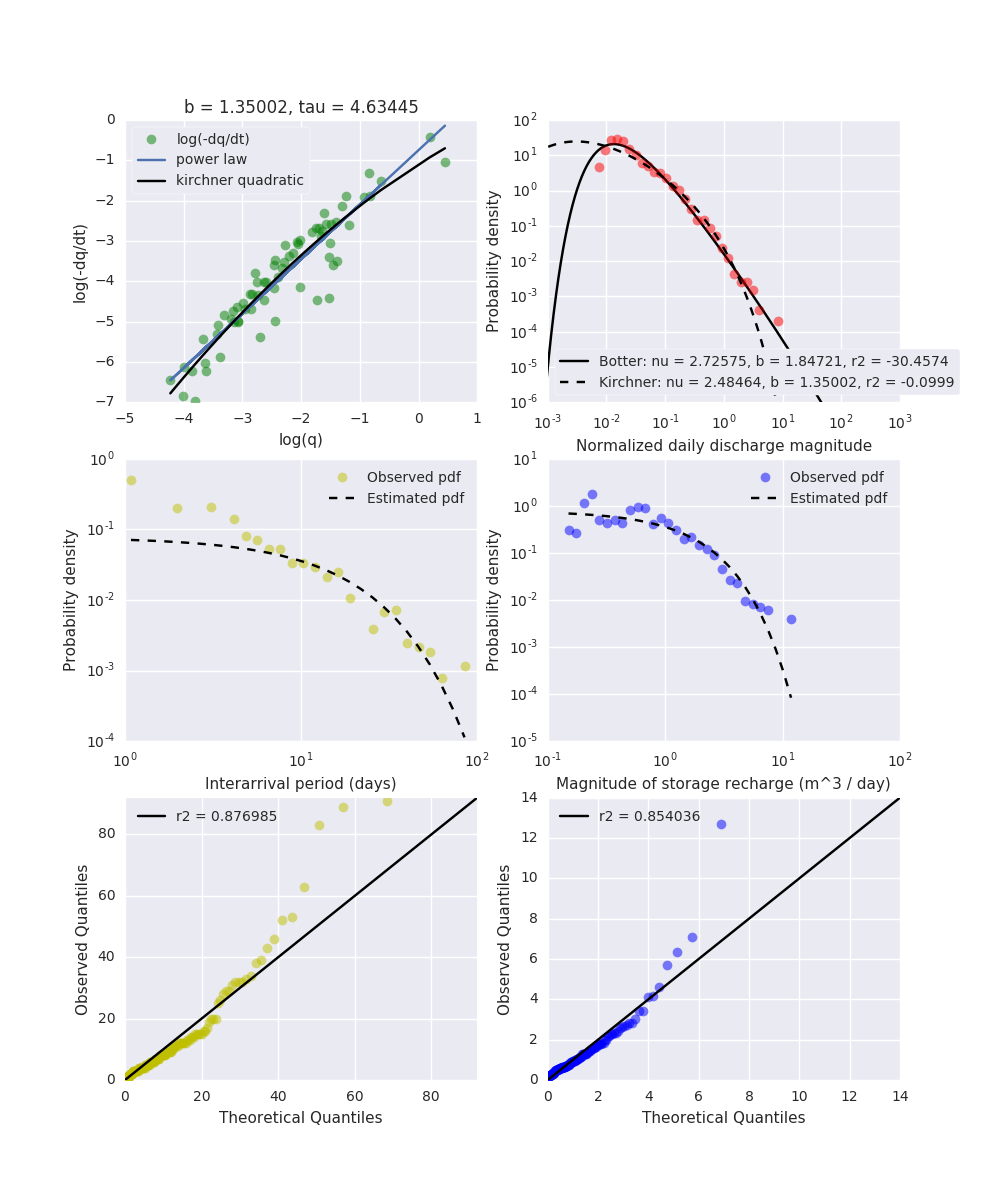 b = 1.35002, tau = 4.63445
log(-dq/dt)
power law
kirchner quadratic
0
−1
−2
−3
−4
−5
−6
−7
log(-dq/dt)
−5 −4 −3 −2 −1 0 1
log(q)
10^2
10^1
10^0
10^-1
10^-2
10^-3
10^-4
10^-5
10^-6
Probability density
Botter: nu = 2.72575, b = 1.84721, r2 = -30.4574
Kirchner: nu = 2.48464, b = 1.35002, r2 = -0.0999
10^-3 10^-2 10^-1 10^0 10^1 10^2 10^3
Normalized daily discharge magnitude
10^0
10^-1
10^-2
10^-3
10^-4
Probability density
Observed pdf
Estimated pdf
10^0 10^1 10^2
Interarrival period (days)
10^1
10^0
10^-1
10^-2
10^-3
10^-4
10^-5
Probability density
Observed pdf
Estimated pdf
10^-1 10^0 10^1 10^2
Magnitude of storage recharge (m^3 / day)
r2 = 0.876985
80
60
40
20
0
Observed Quantiles
0 20 40 60 80
Theoretical Quantiles
r2 = 0.854036
14
12
10
8
6
4
2
0
Observed Quantiles
0 2 4 6 8 10 12 14
Theoretical Quantiles